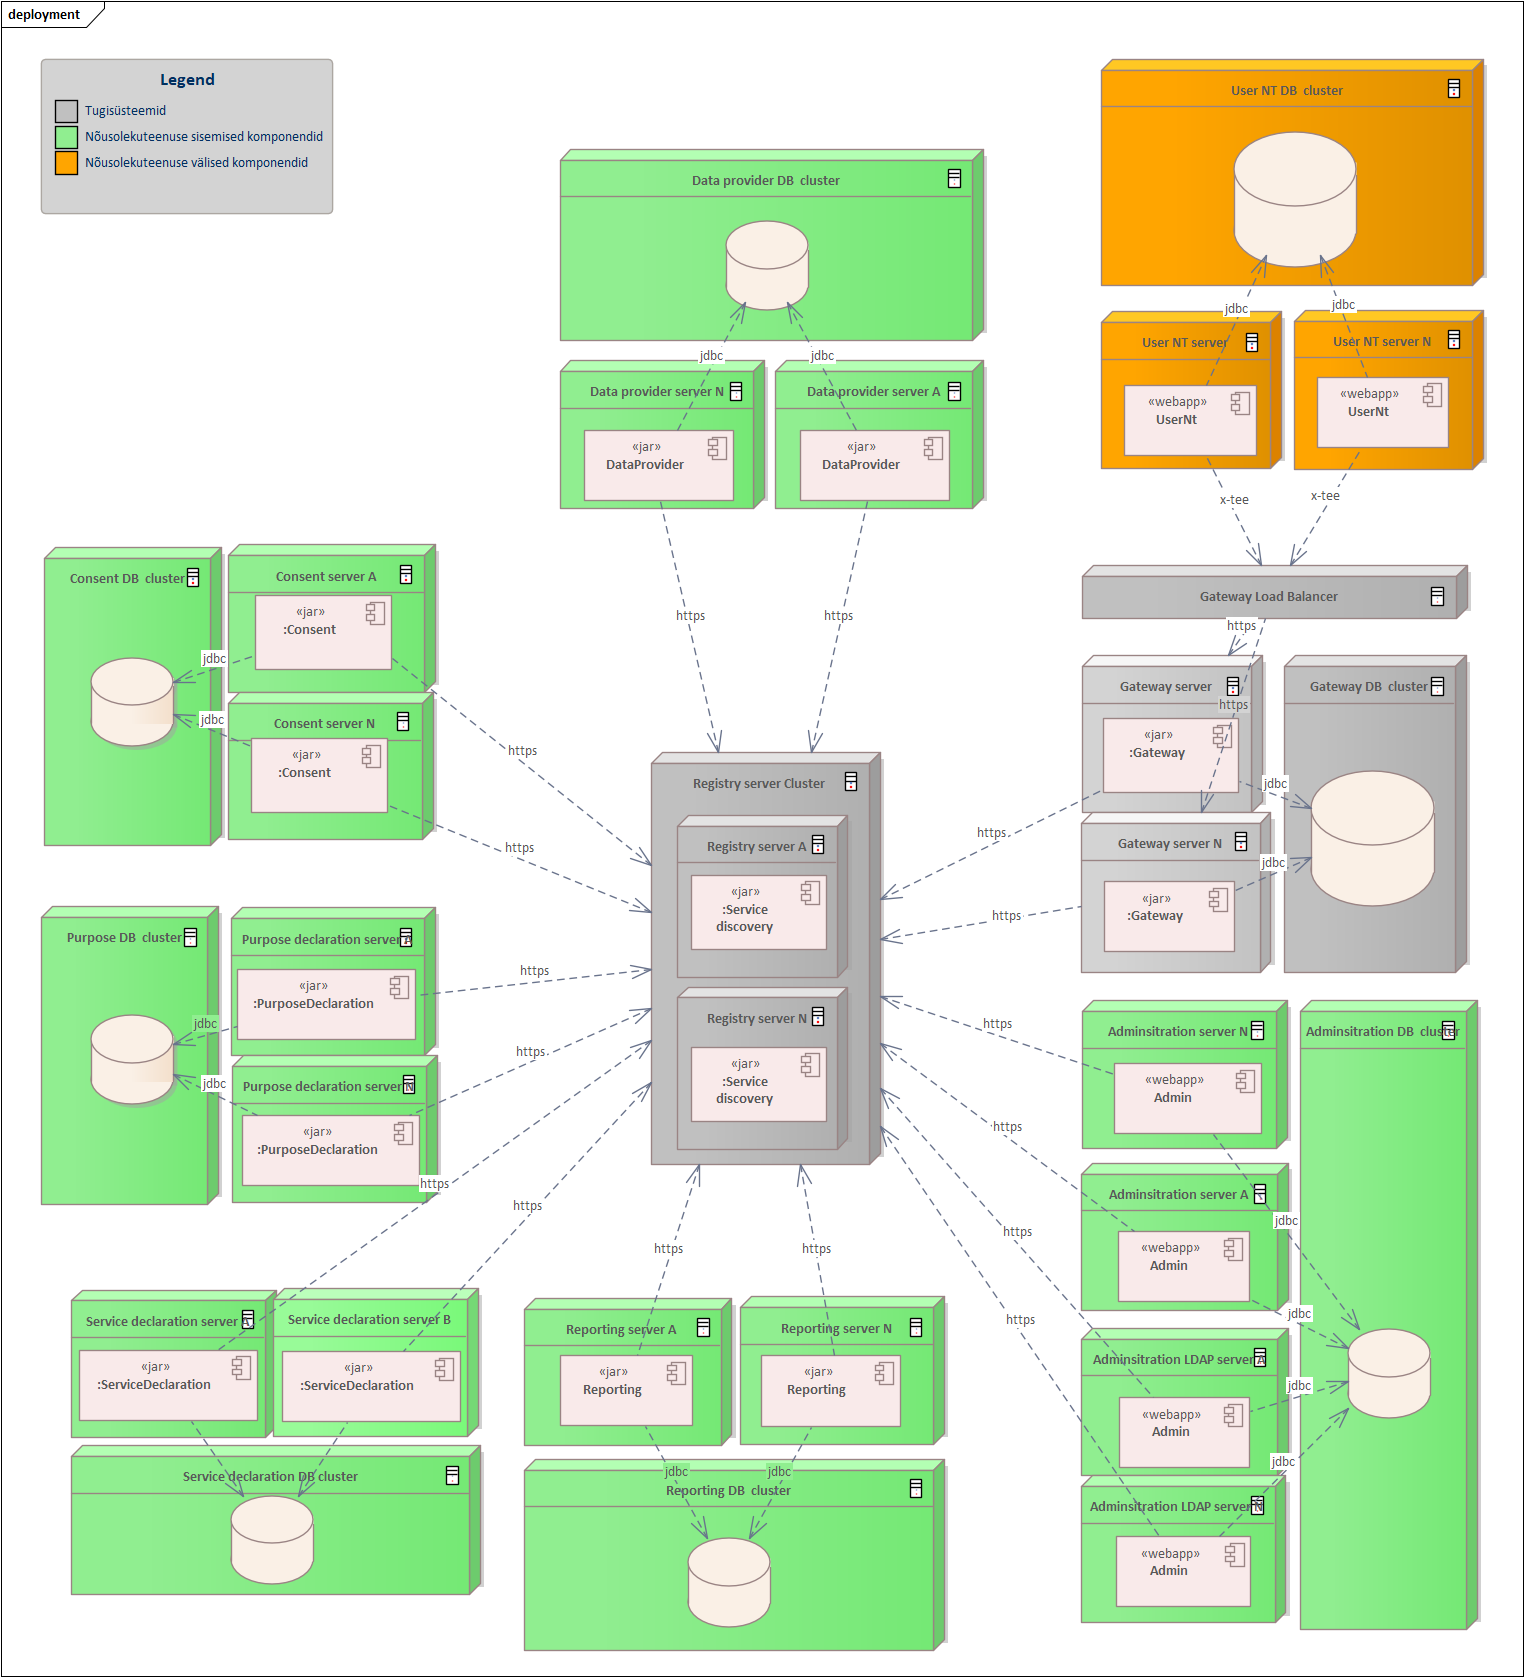 deployment
Legend
Tugisüsteemid
Nõusolekuteenuse sisemised komponendid
Nõusolekuteenuse välised komponendid
User NT DB  cluster
Data provider DB  cluster
jdbc
jdbc
User NT server
User NT server N
«webapp»
UserNt
«webapp»
UserNt
x-tee
x-tee
jdbc
jdbc
Data provider server N
Data provider server A
«jar»
DataProvider
«jar»
DataProvider
https
https
Gateway Load Balancer
https
Consent DB  cluster
Consent server A
«jar»
:Consent
jdbc
Consent server N
jdbc
«jar»
:Consent
https
https
Gateway server
https
«jar»
:Gateway
Gateway DB  cluster
jdbc
Gateway server N
jdbc
«jar»
:Gateway
https
https
Registry server Cluster
Registry server A
«jar»
:Service
discovery
Registry server N
«jar»
:Service
discovery
Purpose DB  cluster
Purpose declaration server A
«jar»
:PurposeDeclaration
jdbc
https
Purpose declaration server N
jdbc
«jar»
:PurposeDeclaration
https
https
https
Adminsitration server N
«webapp»
Admin
https
Adminsitration DB  cluster
https
Adminsitration server A
jdbc
«webapp»
Admin
https
jdbc
https
Adminsitration LDAP server A
jdbc
«webapp»
Admin
jdbc
Adminsitration LDAP server N
«webapp»
Admin
https
https
Service declaration server A
Service declaration server B
«jar»
:ServiceDeclaration
«jar»
:ServiceDeclaration
Service declaration DB cluster
Reporting server A
Reporting server N
«jar»
Reporting
«jar»
Reporting
jdbc
jdbc
Reporting DB  cluster